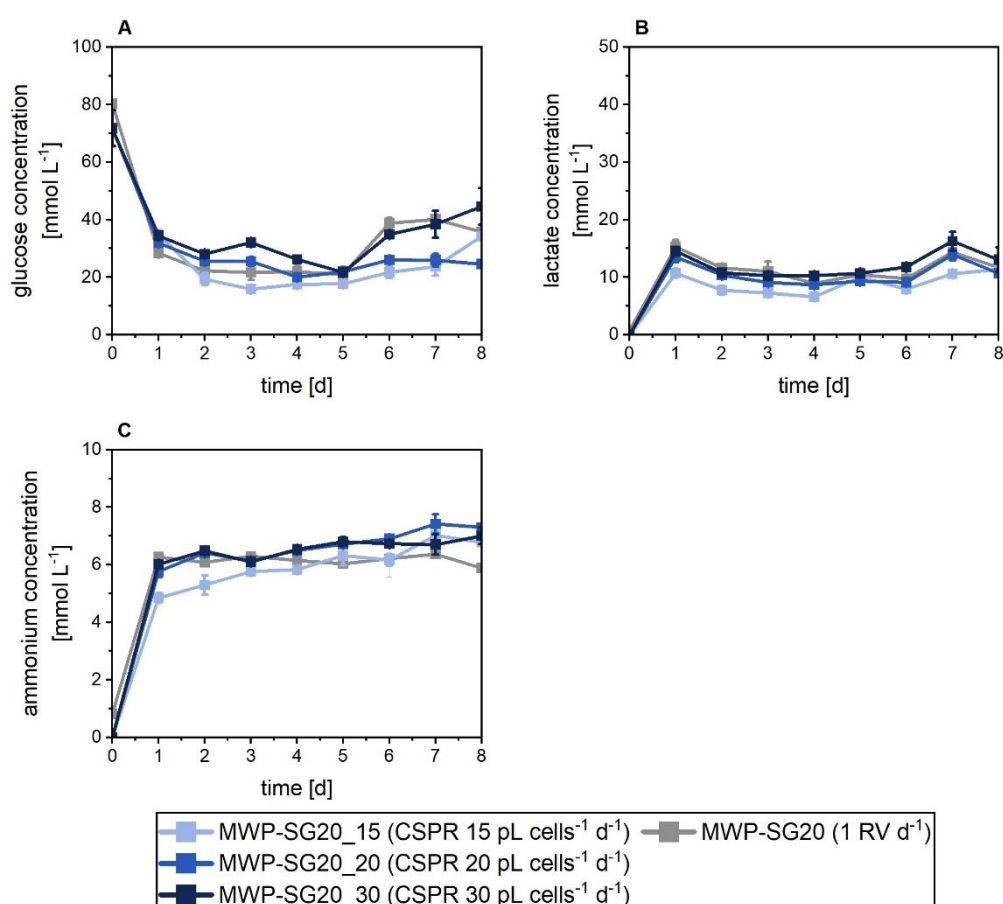 A
glucose concentration
[mmol L⁻¹]
100
80
60
40
20
0
0 1 2 3 4 5 6 7 8
time [d]
B
lactate concentration
[mmol L⁻¹]
50
40
30
20
10
0
0 1 2 3 4 5 6 7 8
time [d]
C
ammonium concentration
[mmol L⁻¹]
10
8
6
4
2
0
0 1 2 3 4 5 6 7 8
time [d]
MWP-SG20_15 (CSPR 15 pL cells⁻¹ d⁻¹) MWP-SG20 (1 RV d⁻¹)
MWP-SG20_20 (CSPR 20 pL cells⁻¹ d⁻¹)
MWP-SG20_30 (CSPR 30 pL cells⁻¹ d⁻¹)